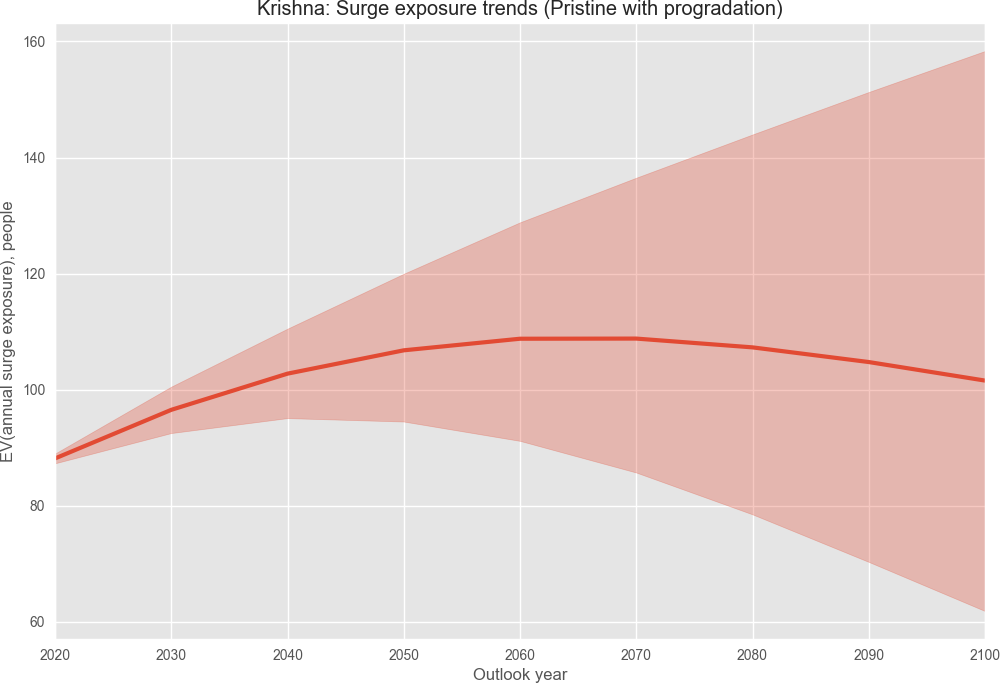 Krishna: Surge exposure trends (Pristine with progradation)
EV(annual surge exposure), people
160
140
120
100
80
60
2020 2030 2040 2050 2060 2070 2080 2090 2100
Outlook year